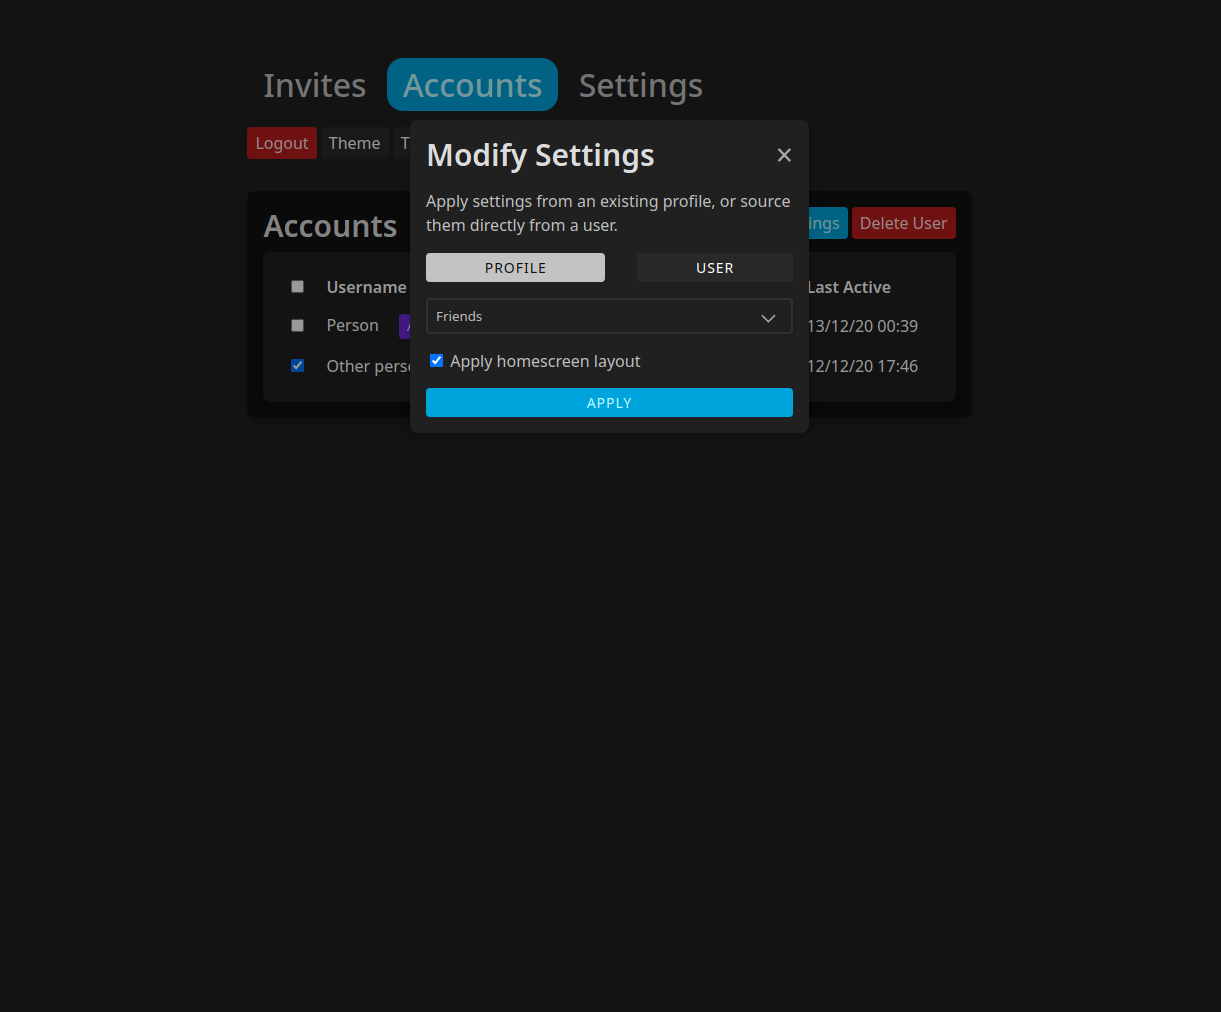 Invites Accounts Settings
Logout Theme T
Modify Settings ✕
Apply settings from an existing profile, or source
them directly from a user.
PROFILE USER
Friends
Apply homescreen layout
APPLY
Accounts ings Delete User
Username Last Active
Person 13/12/20 00:39
Other perso 12/12/20 17:46